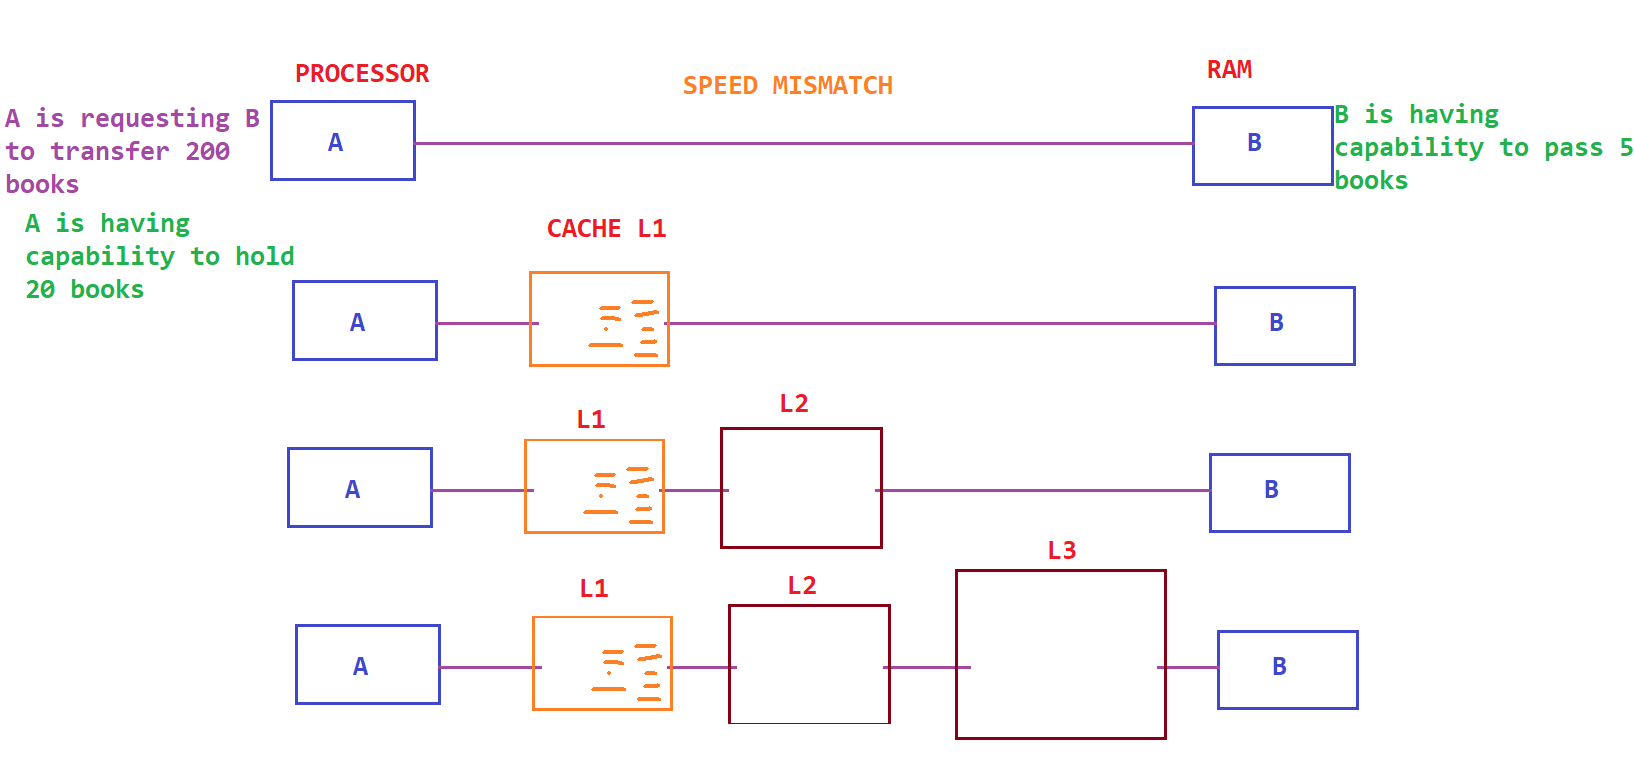 PROCESSOR
SPEED MISMATCH
RAM
A is requesting B
to transfer 200
books
A
B
B is having
capability to pass 5
books
A is having
capability to hold
20 books
CACHE L1
A
B
L1
L2
A
B
L3
L1
L2
A
B